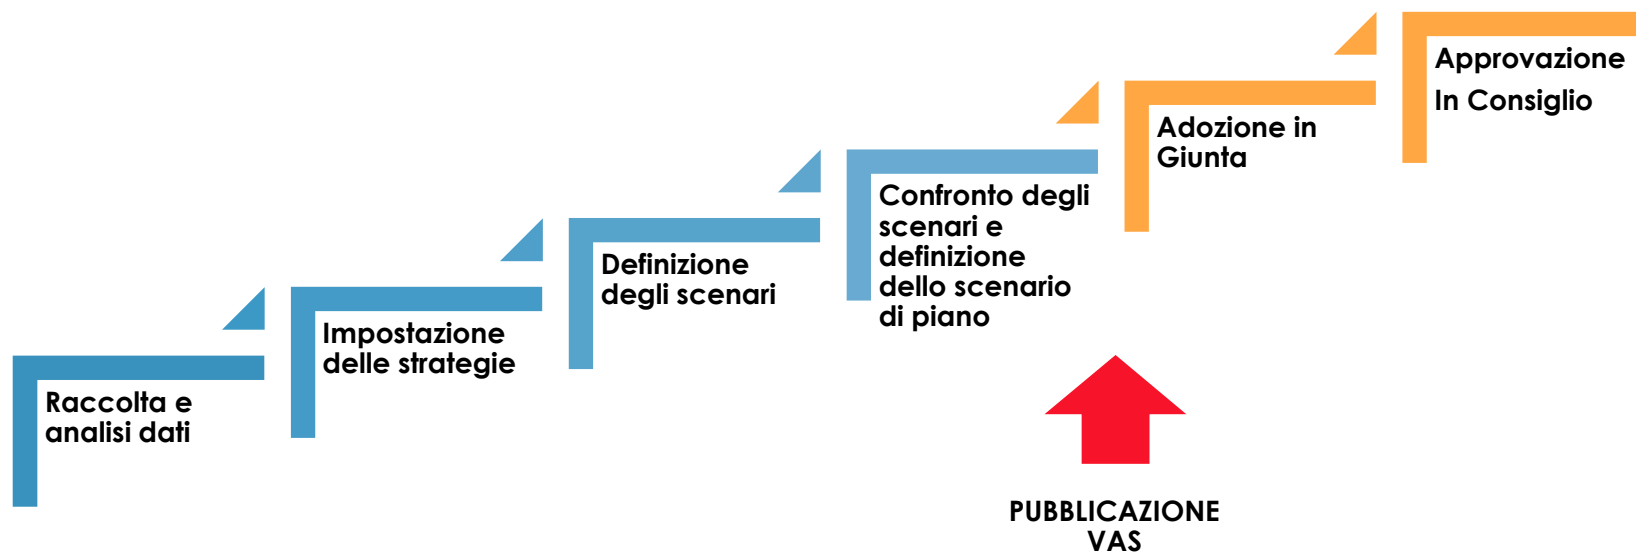 Raccolta e
analisi dati
Impostazione
delle strategie
Definizione
degli scenari
Confronto degli
scenari e
definizione
dello scenario
di piano
Adozione in
Giunta
Approvazione
In Consiglio
PUBBLICAZIONE
VAS